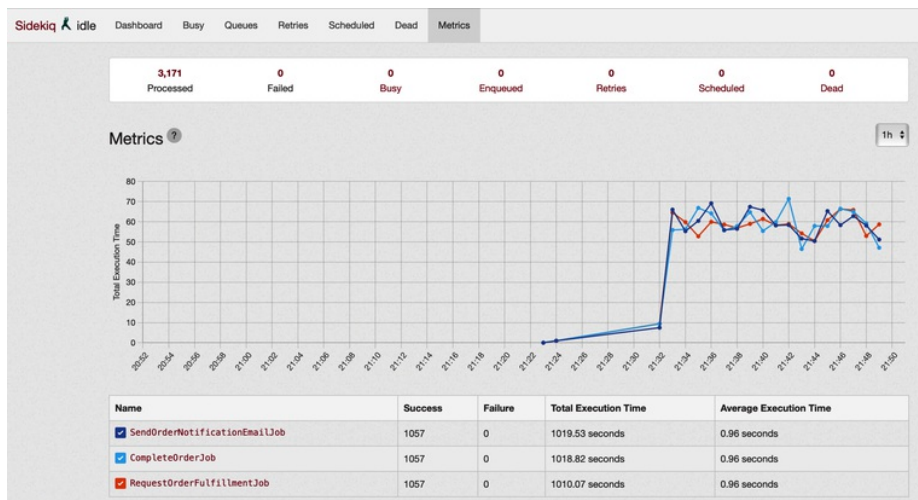 Sidekiq idle Dashboard Busy Queues Retries Scheduled Dead Metrics
3,171 0 0 0 0 0 0
Processed Failed Busy Enqueued Retries Scheduled Dead
Metrics ? 1h
80
70
60
50
40
30
20
10
0
Total Execution Time
20:52 20:54 20:56 20:58 21:00 21:02 21:04 21:06 21:08 21:10 21:12 21:14 21:16 21:18 21:20 21:22 21:24 21:26 21:28 21:30 21:32 21:34 21:36 21:38 21:40 21:42 21:44 21:46 21:48 21:50
Name Success Failure Total Execution Time Average Execution Time
SendOrderNotificationEmailJob 1057 0 1019.53 seconds 0.96 seconds
CompleteOrderJob 1057 0 1018.82 seconds 0.96 seconds
RequestOrderFulfillmentJob 1057 0 1010.07 seconds 0.96 seconds